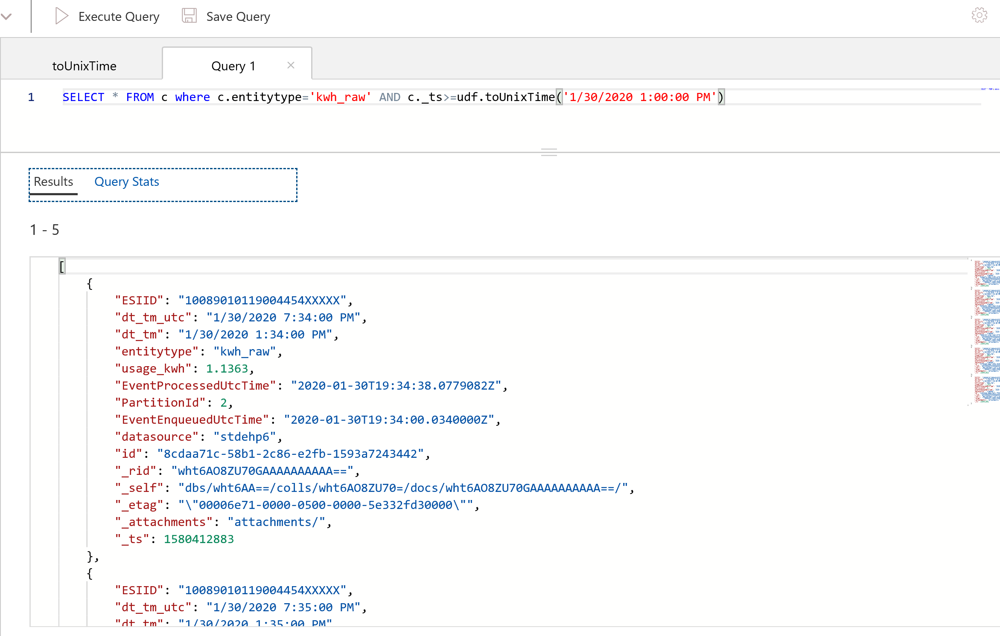 Execute Query Save Query
toUnixTime Query 1
1 SELECT * FROM c where c.entitytype='kwh_raw' AND c._ts>=udf.toUnixTime('1/30/2020 1:00:00 PM')
Results Query Stats
1 - 5
[
{
"ESIID": "10089010119004454XXXXX",
"dt_tm_utc": "1/30/2020 7:34:00 PM",
"dt_tm": "1/30/2020 1:34:00 PM",
"entitytype": "kwh_raw",
"usage_kwh": 1.1363,
"EventProcessedUtcTime": "2020-01-30T19:34:38.0779082Z",
"PartitionId": 2,
"EventEnqueuedUtcTime": "2020-01-30T19:34:00.0340000Z",
"datasource": "stdehp6",
"id": "8cdaa71c-58b1-2c86-e2fb-1593a7243442",
"_rid": "wht6AO8ZU70GAAAAAAAAAA==",
"_self": "dbs/wht6AA==/colls/wht6AO8ZU70=/docs/wht6AO8ZU70GAAAAAAAAAA==/",
"_etag": "\"00006e71-0000-0500-0000-5e332fd30000\"",
"_attachments": "attachments/",
"_ts": 1580412883
},
{
"ESIID": "10089010119004454XXXXX",
"dt_tm_utc": "1/30/2020 7:35:00 PM",
"dt_tm": "1/30/2020 1:35:00 PM"